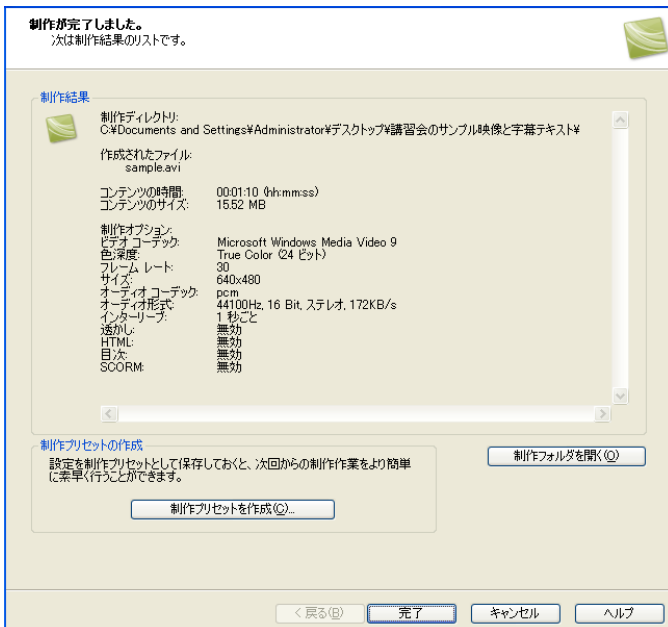 制作が完了しました。
次は制作結果のリストです。
制作結果
制作ディレクトリ:
C:¥Documents and Settings¥Administrator¥デスクトップ¥講習会のサンプル映像と字幕テキスト¥
作成されたファイル:
sample.avi
コンテンツの時間: 00:01:10 (hh:mm:ss)
コンテンツのサイズ: 15.52 MB
制作オプション:
ビデオ コーデック: Microsoft Windows Media Video 9
色深度: True Color (24 ビット)
フレーム レート: 30
サイズ: 640x480
オーディオ コーデック: pcm
オーディオ形式: 44100Hz, 16 Bit, ステレオ, 172KB/s
インターリーブ: 1 秒ごと
透かし: 無効
HTML: 無効
目次: 無効
SCORM: 無効
制作プリセットの作成
設定を制作プリセットとして保存しておくと、次回からの制作作業をより簡単
に素早く行うことができます。
制作フォルダを開く(O)
制作プリセットを作成(C)...
< 戻る(B) 完了 キャンセル ヘルプ